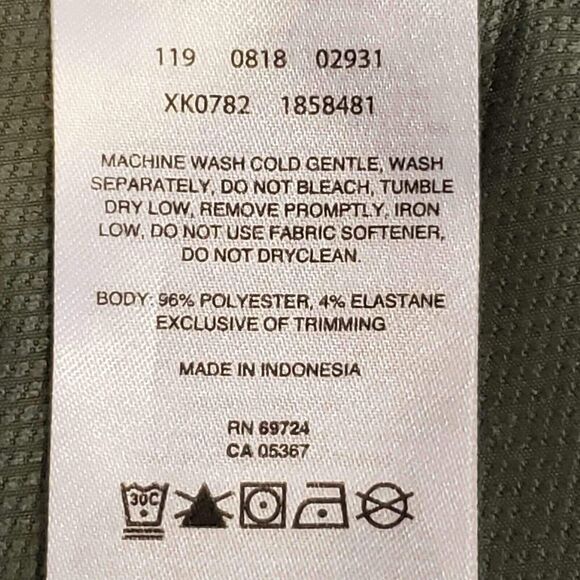 119 0818 02931
XK0782 1858481
MACHINE WASH COLD GENTLE, WASH
SEPARATELY, DO NOT BLEACH, TUMBLE
DRY LOW, REMOVE PROMPTLY, IRON
LOW, DO NOT USE FABRIC SOFTENER,
DO NOT DRYCLEAN.
BODY: 96% POLYESTER, 4% ELASTANE
EXCLUSIVE OF TRIMMING
MADE IN INDONESIA
RN 69724
CA 05367
30C